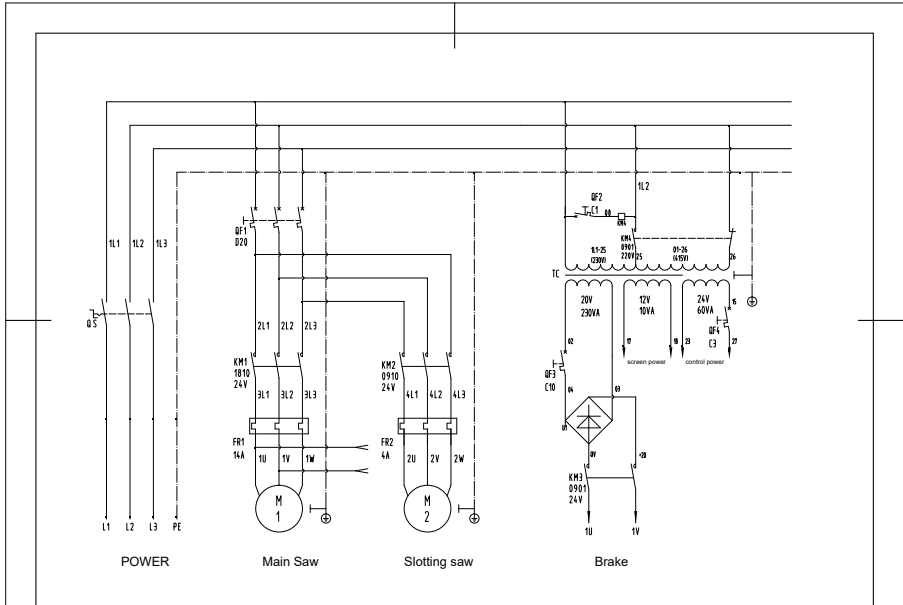 1L2
QF2
C1
08
KM4
QF1
D20
1L1
1L2
1L3
KM4
0901
220V
25
1L1-25
(230V)
01-26
(415V)
26
TC
20V
230VA
12V
10VA
24V
60VA
15
QS
2L1
2L2
2L3
QF4
C3
02
17
18
23
27
KM1
1810
24V
KM2
0910
24V
screen power
control power
QF3
C10
04
03
3L1
3L2
3L3
4L1
4L2
4L3
FR1
14A
1U
1V
1W
FR2
4A
2U
2V
2W
U1
0V
+20
KM3
0901
24V
M
1
M
2
L1
L2
L3
PE
1U
1V
POWER
Main Saw
Slotting saw
Brake